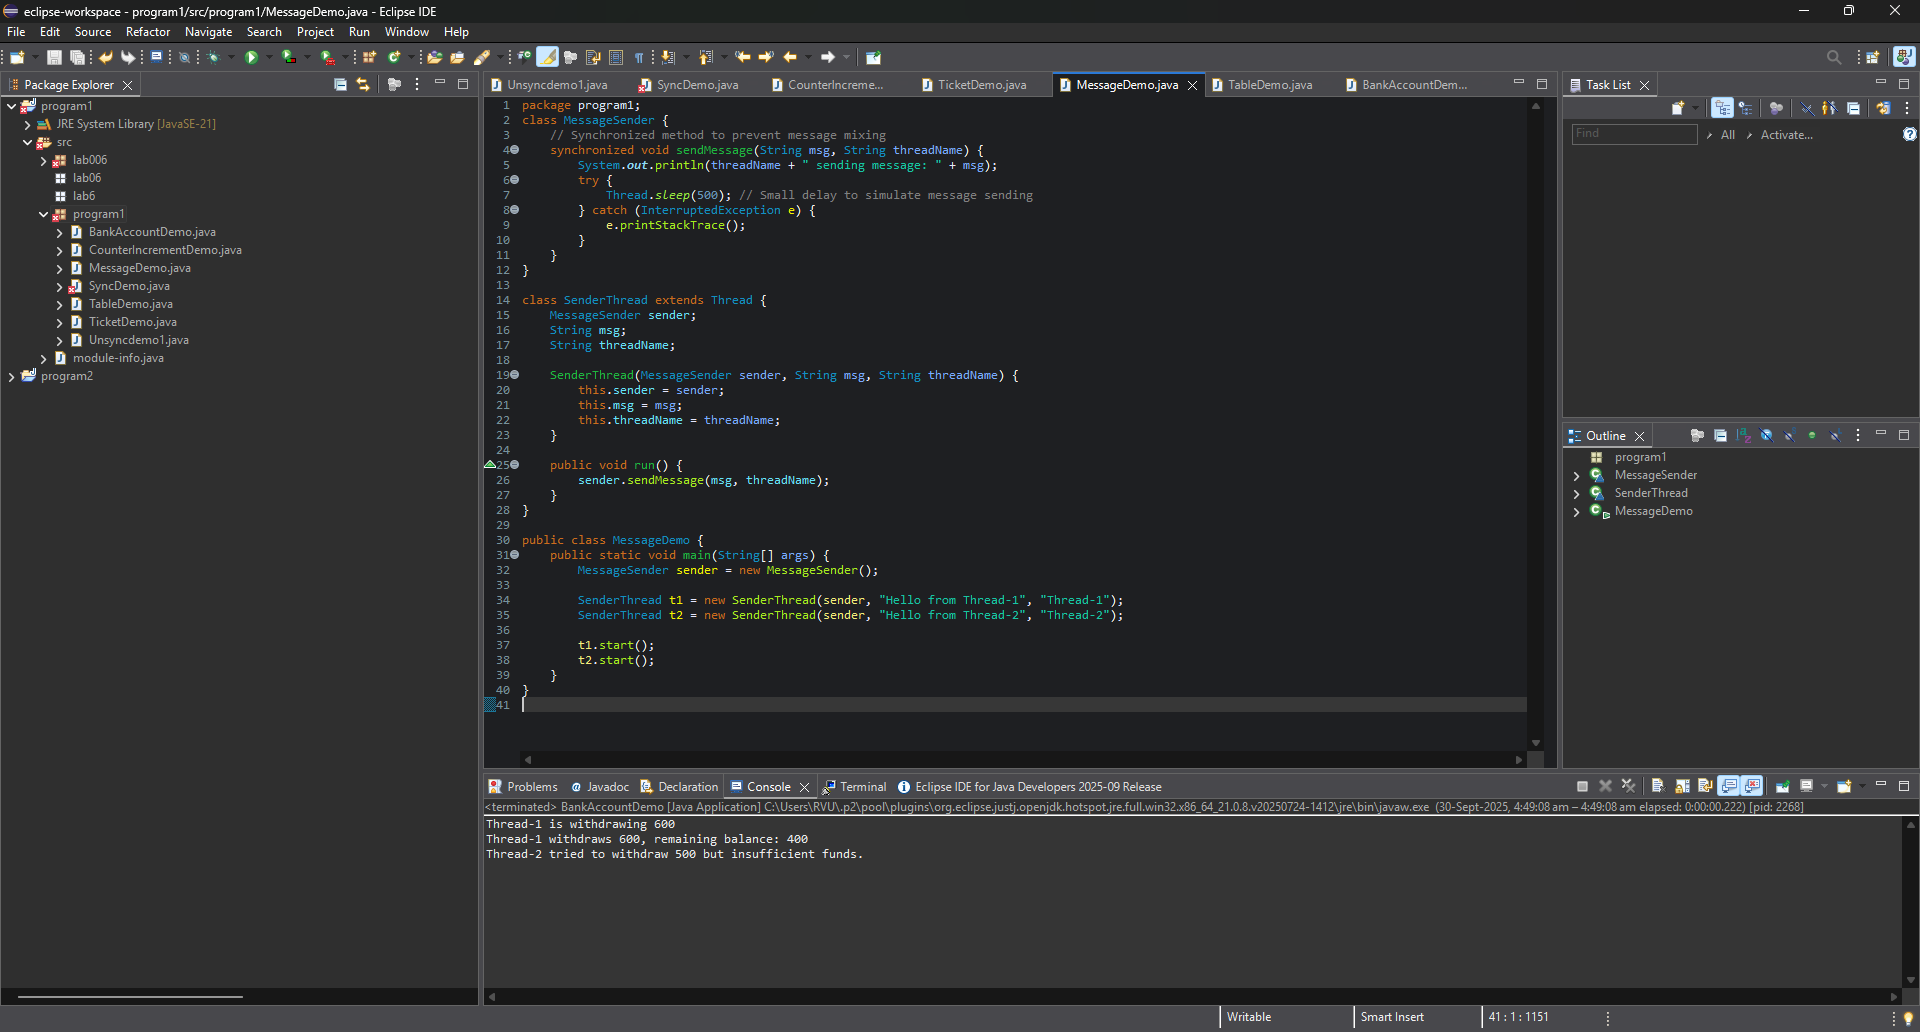 eclipse-workspace - program1/src/program1/MessageDemo.java - Eclipse IDE
File Edit Source Refactor Navigate Search Project Run Window Help
Package Explorer
program1
JRE System Library [JavaSE-21]
src
lab006
lab06
lab6
program1
BankAccountDemo.java
CounterIncrementDemo.java
MessageDemo.java
SyncDemo.java
TableDemo.java
TicketDemo.java
Unsyncdemo1.java
module-info.java
program2
Unsyncdemo1.java SyncDemo.java CounterIncreme... TicketDemo.java MessageDemo.java TableDemo.java BankAccountDem...
1 package program1;
2 class MessageSender {
3 // Synchronized method to prevent message mixing
4 synchronized void sendMessage(String msg, String threadName) {
5 System.out.println(threadName + " sending message: " + msg);
6 try {
7 Thread.sleep(500); // Small delay to simulate message sending
8 } catch (InterruptedException e) {
9 e.printStackTrace();
10 }
11 }
12 }
13
14 class SenderThread extends Thread {
15 MessageSender sender;
16 String msg;
17 String threadName;
18
19 SenderThread(MessageSender sender, String msg, String threadName) {
20 this.sender = sender;
21 this.msg = msg;
22 this.threadName = threadName;
23 }
24
25 public void run() {
26 sender.sendMessage(msg, threadName);
27 }
28 }
29
30 public class MessageDemo {
31 public static void main(String[] args) {
32 MessageSender sender = new MessageSender();
33
34 SenderThread t1 = new SenderThread(sender, "Hello from Thread-1", "Thread-1");
35 SenderThread t2 = new SenderThread(sender, "Hello from Thread-2", "Thread-2");
36
37 t1.start();
38 t2.start();
39 }
40 }
41
Task List
Find All Activate...
Outline
program1
MessageSender
SenderThread
MessageDemo
Problems Javadoc Declaration Console Terminal Eclipse IDE for Java Developers 2025-09 Release
<terminated> BankAccountDemo [Java Application] C:\Users\RVU\.p2\pool\plugins\org.eclipse.justj.openjdk.hotspot.jre.full.win32.x86_64_21.0.8.v20250724-1412\jre\bin\javaw.exe (30-Sept-2025, 4:49:08 am – 4:49:08 am elapsed: 0:00:00.222) [pid: 2268]
Thread-1 is withdrawing 600
Thread-1 withdraws 600, remaining balance: 400
Thread-2 tried to withdraw 500 but insufficient funds.
Writable Smart Insert 41 : 1 : 1151